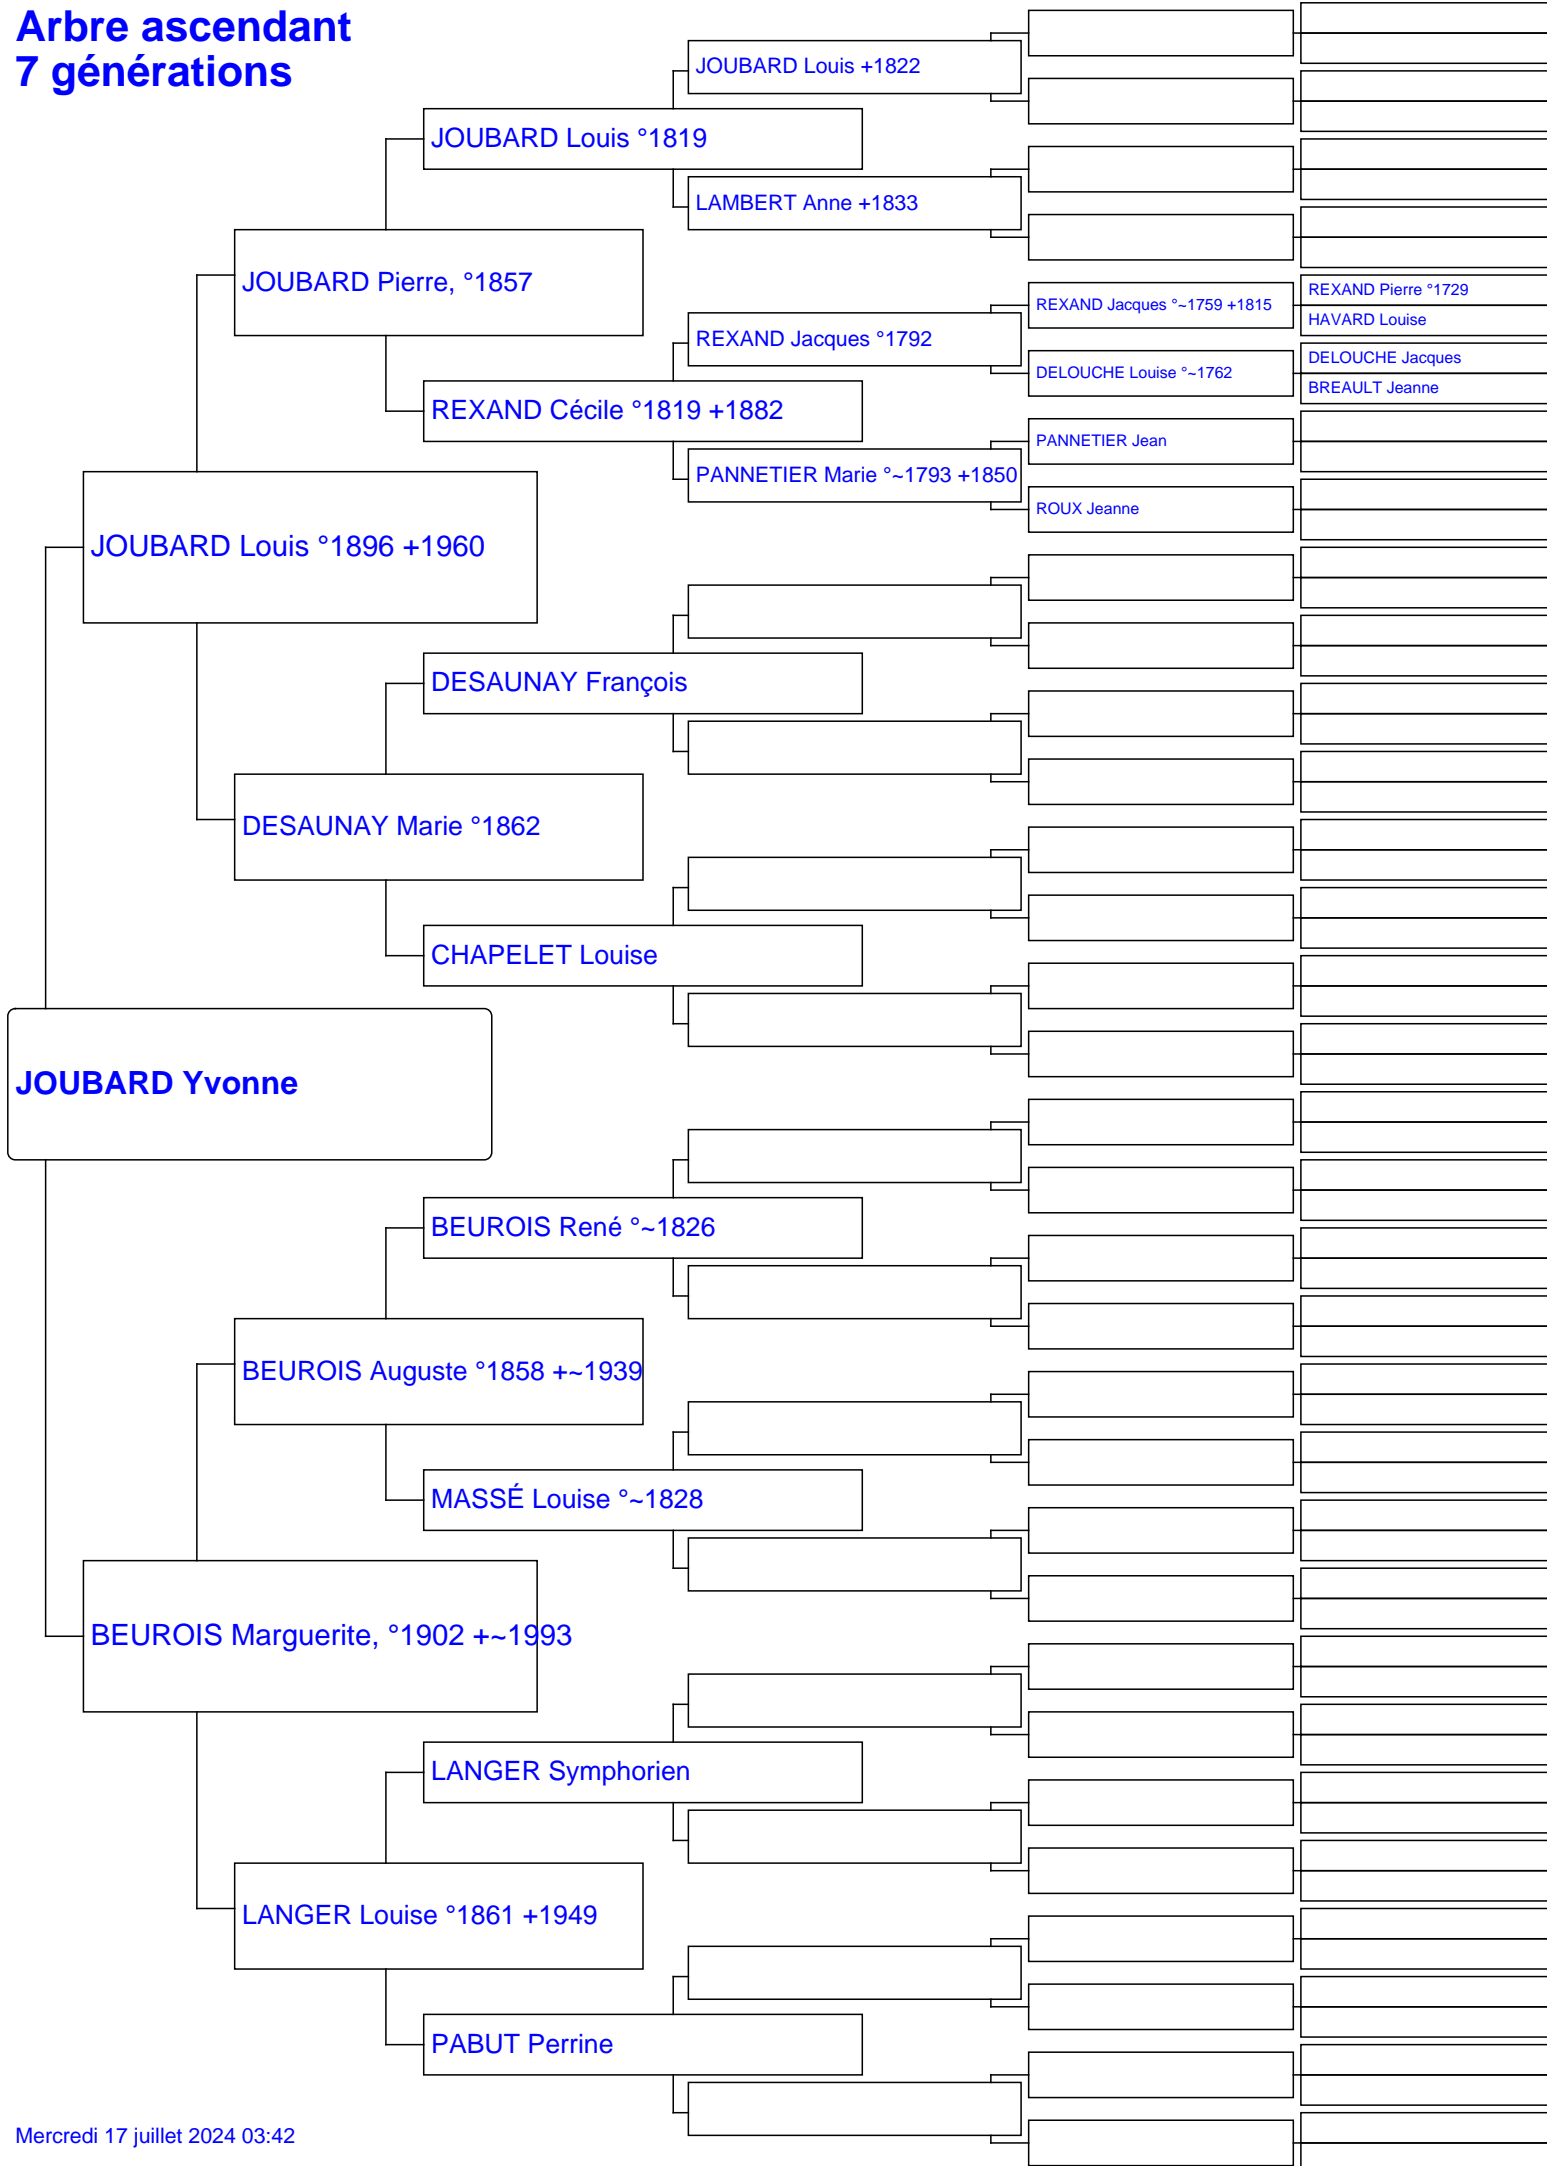 Arbre ascendant
7 générations
JOUBARD Louis +1822
JOUBARD Louis °1819
LAMBERT Anne +1833
JOUBARD Pierre, °1857
REXAND Pierre °1729
REXAND Jacques °~1759 +1815
HAVARD Louise
REXAND Jacques °1792
DELOUCHE Jacques
DELOUCHE Louise °~1762
BREAULT Jeanne
REXAND Cécile °1819 +1882
PANNETIER Jean
PANNETIER Marie °~1793 +1850
ROUX Jeanne
JOUBARD Louis °1896 +1960
DESAUNAY François
DESAUNAY Marie °1862
CHAPELET Louise
JOUBARD Yvonne
BEUROIS René °~1826
BEUROIS Auguste °1858 +~1939
MASSÉ Louise °~1828
BEUROIS Marguerite, °1902 +~1993
LANGER Symphorien
LANGER Louise °1861 +1949
PABUT Perrine
Mercredi 17 juillet 2024 03:42